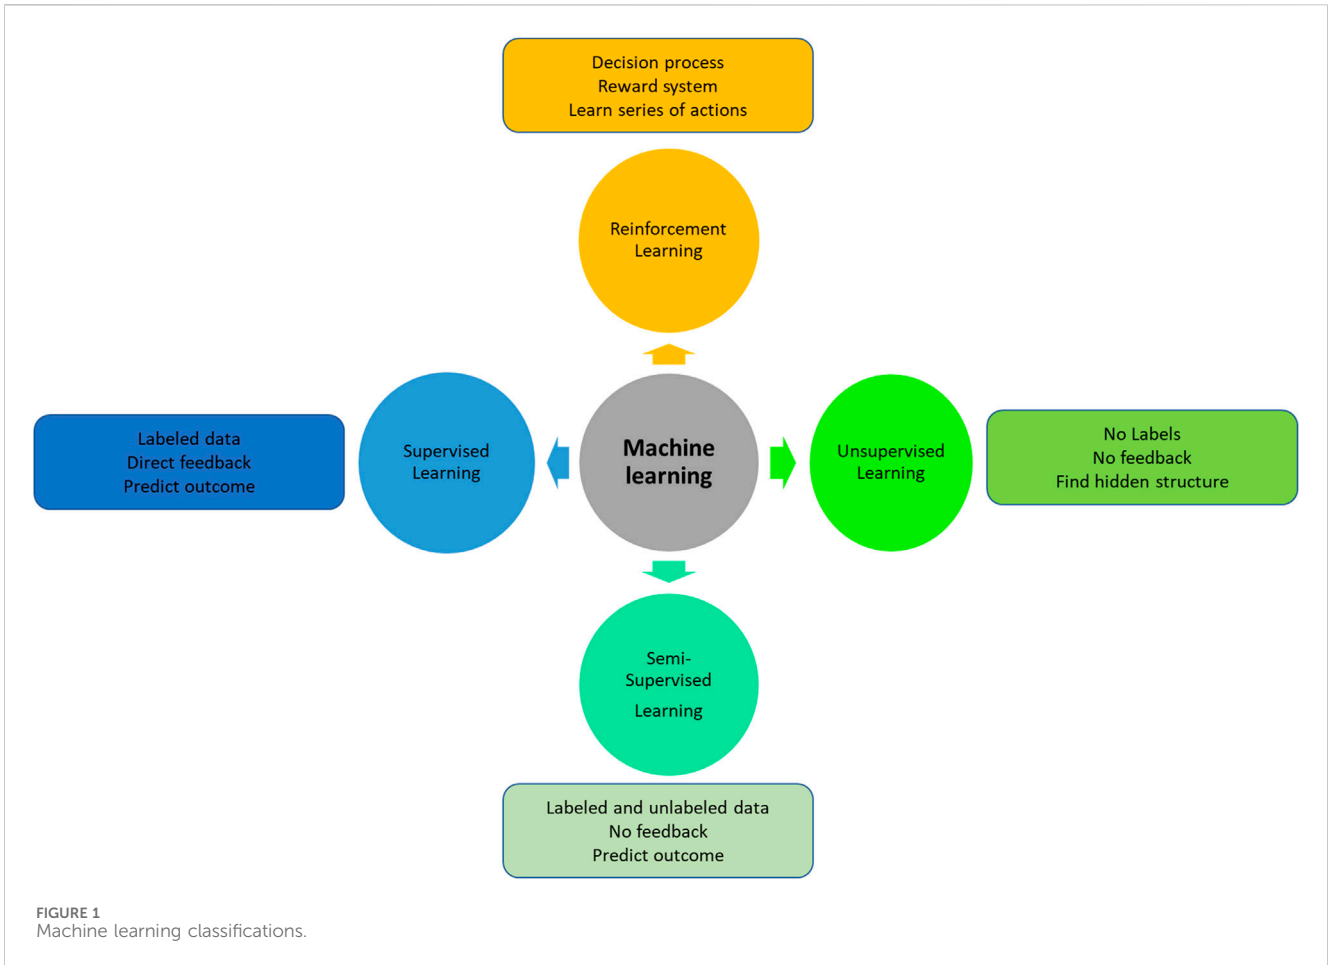 Decision process
Reward system
Learn series of actions
Reinforcement
Learning
Labeled data
Direct feedback
Predict outcome
Supervised
Learning
Machine
learning
Unsupervised
Learning
No Labels
No feedback
Find hidden structure
Semi-
Supervised
Learning
Labeled and unlabeled data
No feedback
Predict outcome
FIGURE 1
Machine learning classifications.